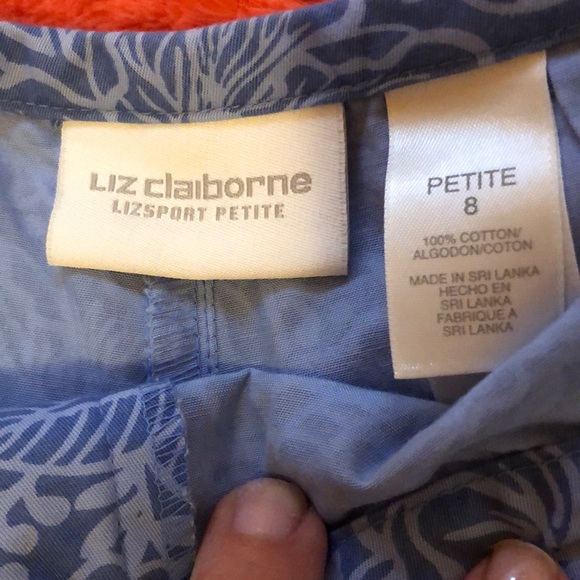 LIZ claiborne
LIZSPORT PETITE
PETITE
8
100% COTTON/
ALGODON/COTON
MADE IN SRI LANKA
HECHO EN
SRI LANKA
FABRIQUE A
SRI LANKA